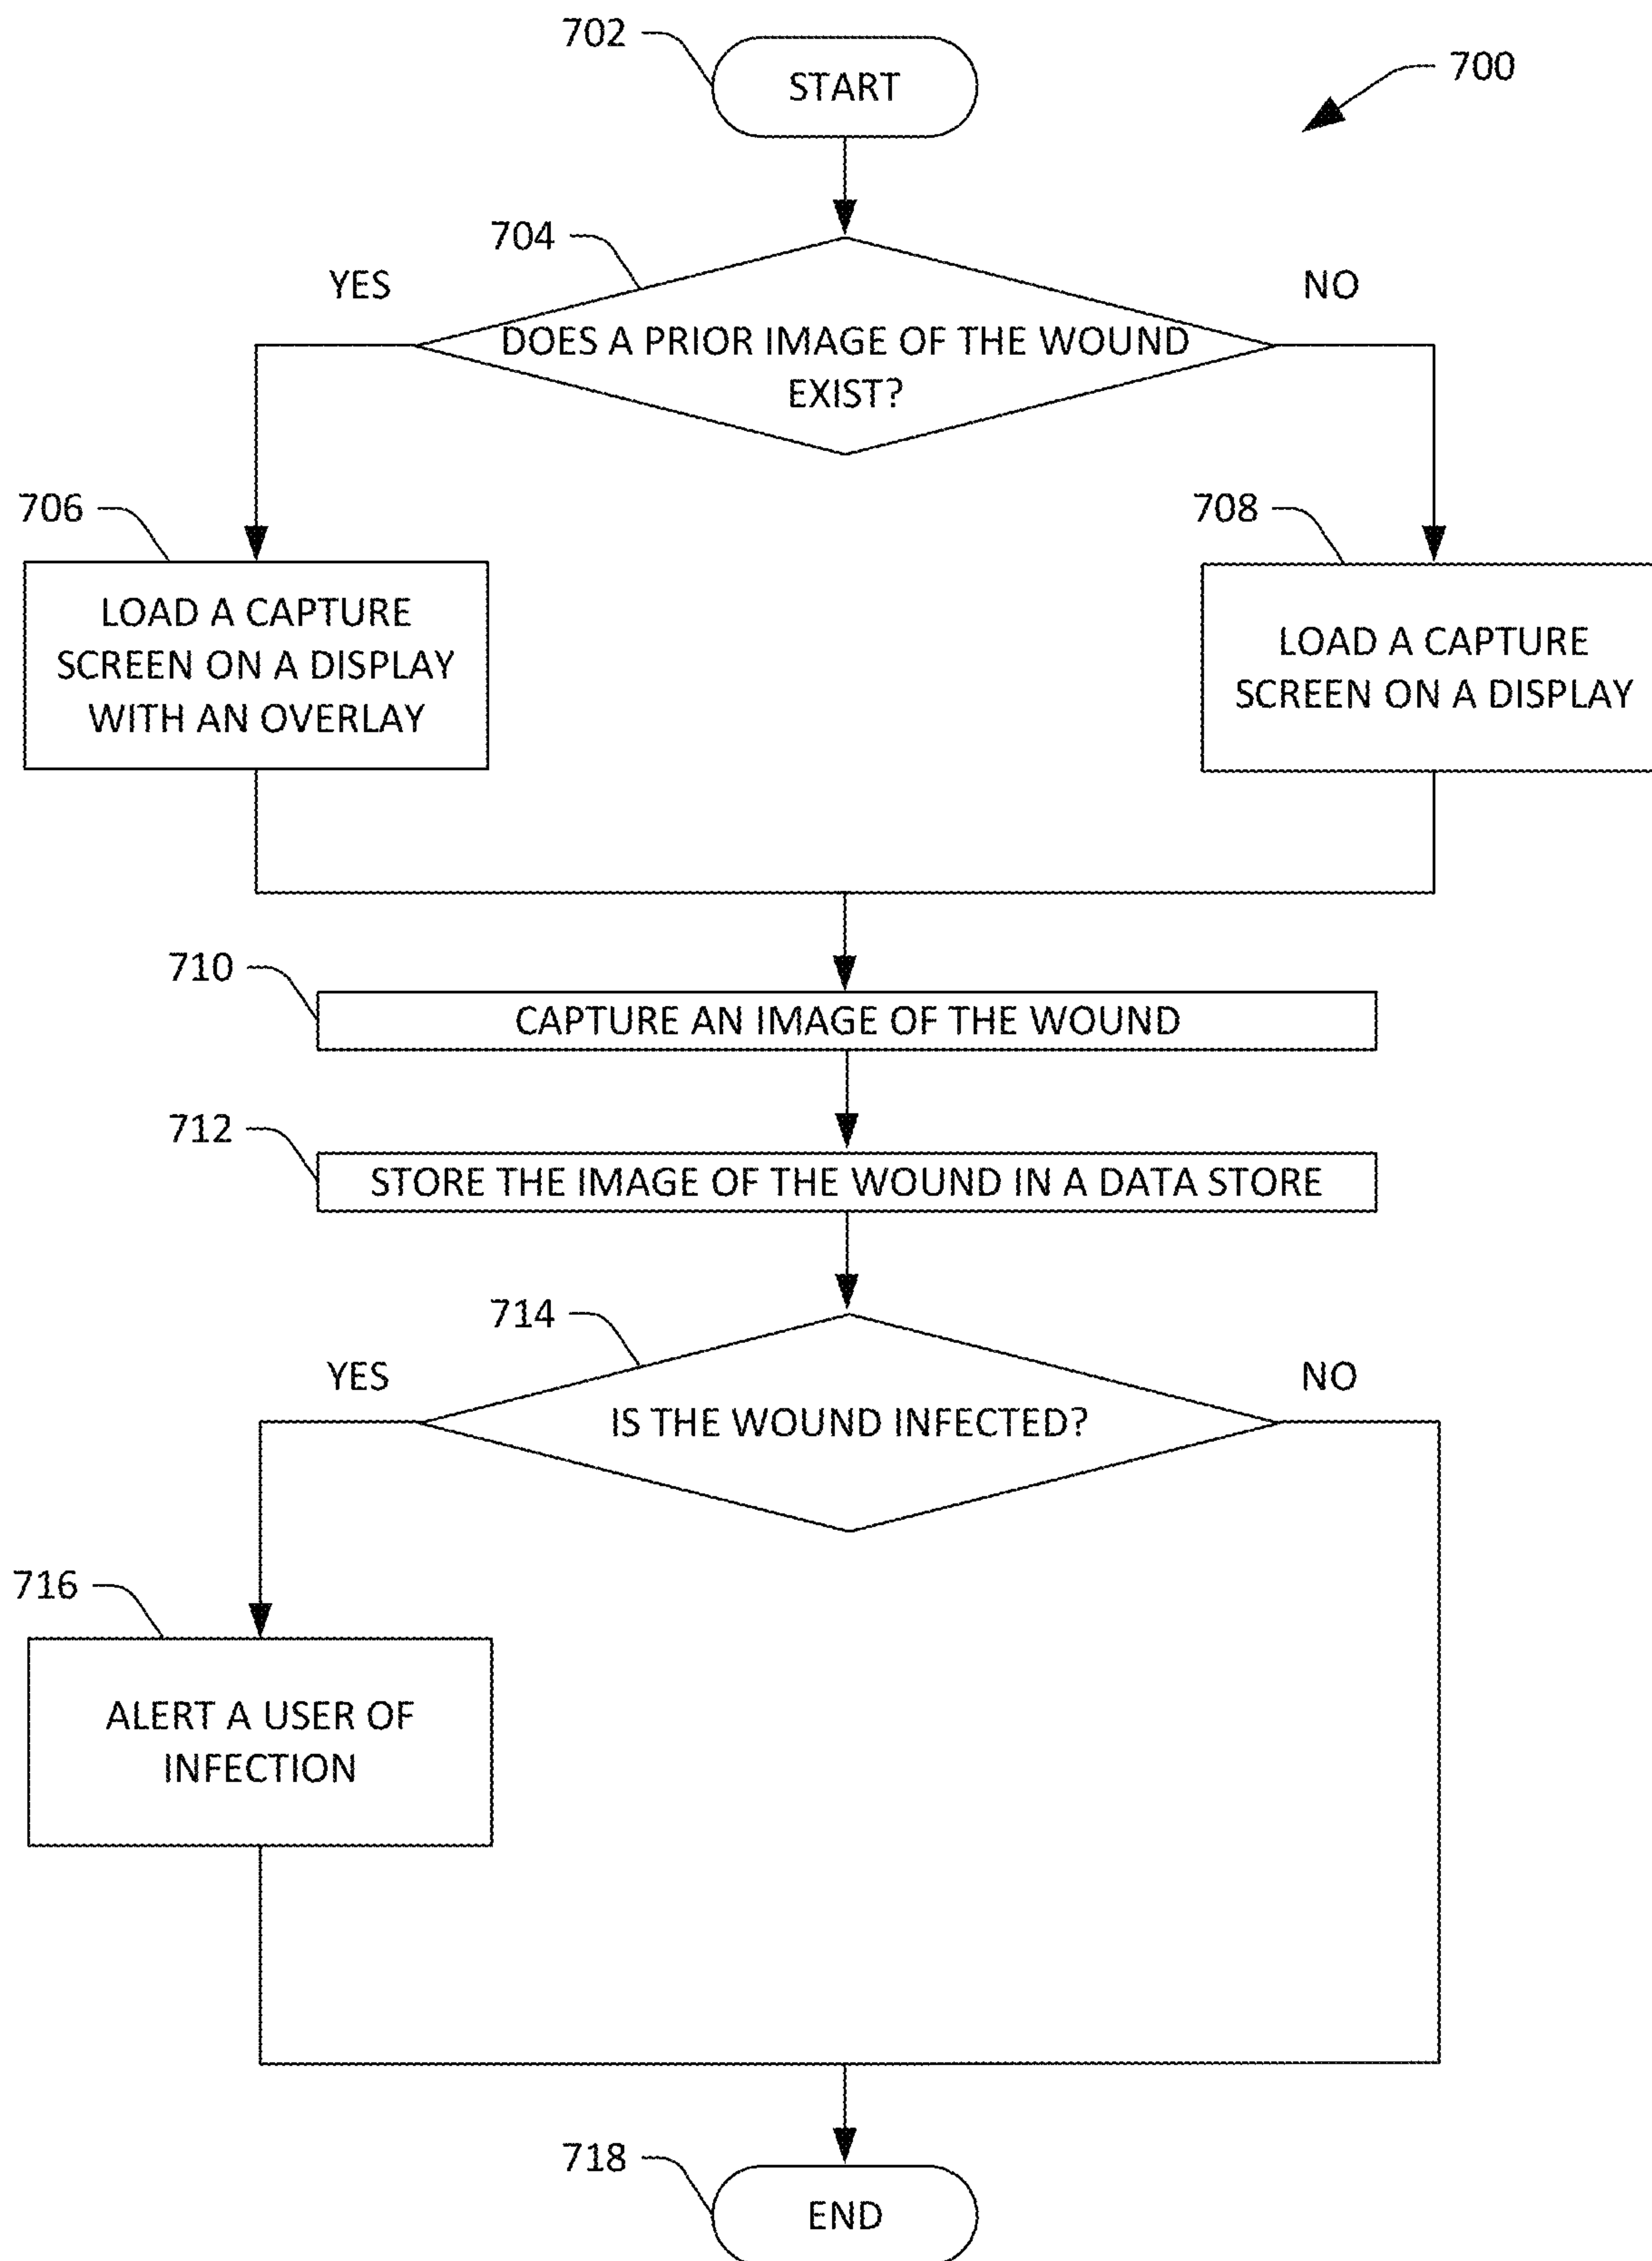 702
START
700
704
YES
NO
DOES A PRIOR IMAGE OF THE WOUND
EXIST?
706
708
LOAD A CAPTURE
SCREEN ON A DISPLAY
WITH AN OVERLAY
LOAD A CAPTURE
SCREEN ON A DISPLAY
710
CAPTURE AN IMAGE OF THE WOUND
712
STORE THE IMAGE OF THE WOUND IN A DATA STORE
714
YES
NO
IS THE WOUND INFECTED?
716
ALERT A USER OF
INFECTION
718
END